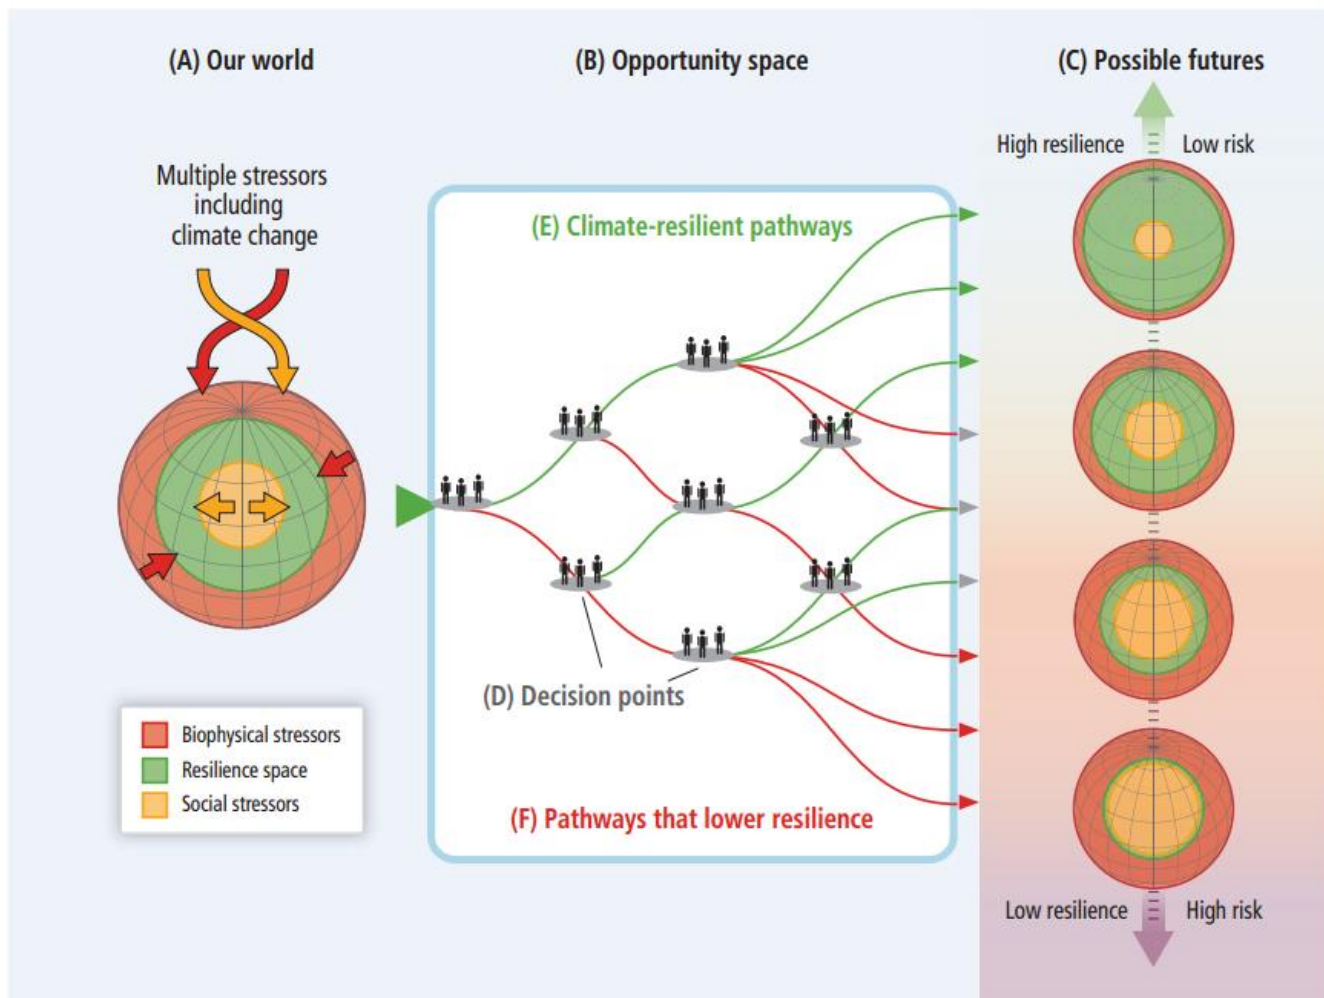 (A) Our world
(B) Opportunity space
(C) Possible futures
Multiple stressors
including
climate change
Biophysical stressors
Resilience space
Social stressors
(E) Climate-resilient pathways
(D) Decision points
(F) Pathways that lower resilience
High resilience
Low risk
Low resilience
High risk